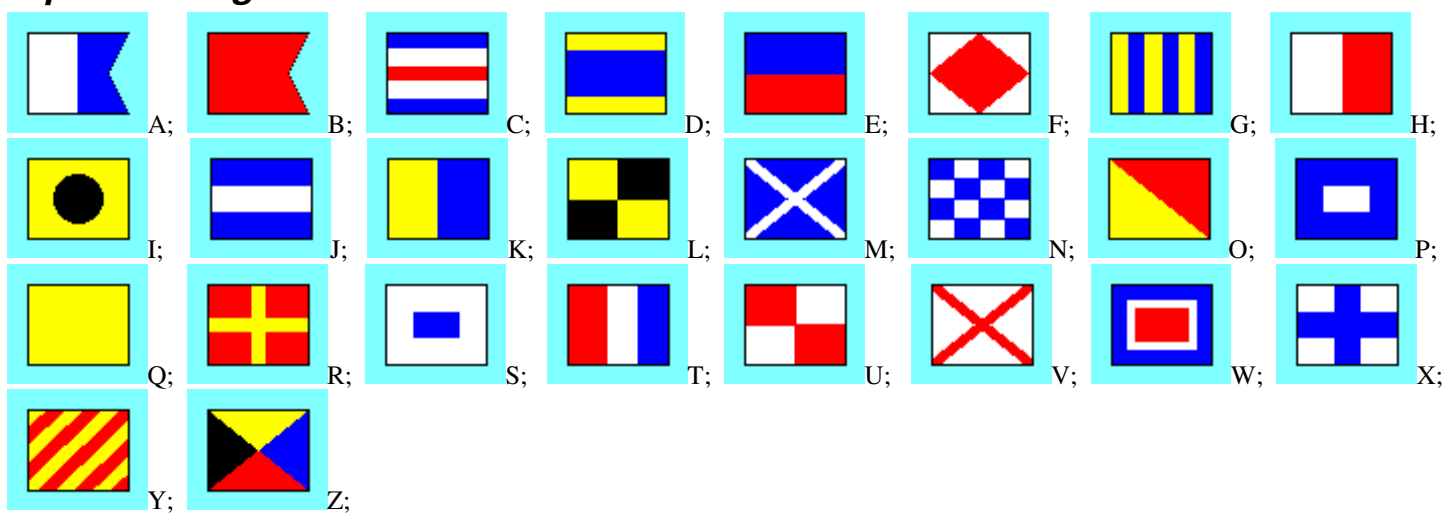 A; B; C; D; E; F; G; H;
I; J; K; L; M; N; O; P;
Q; R; S; T; U; V; W; X;
Y; Z;